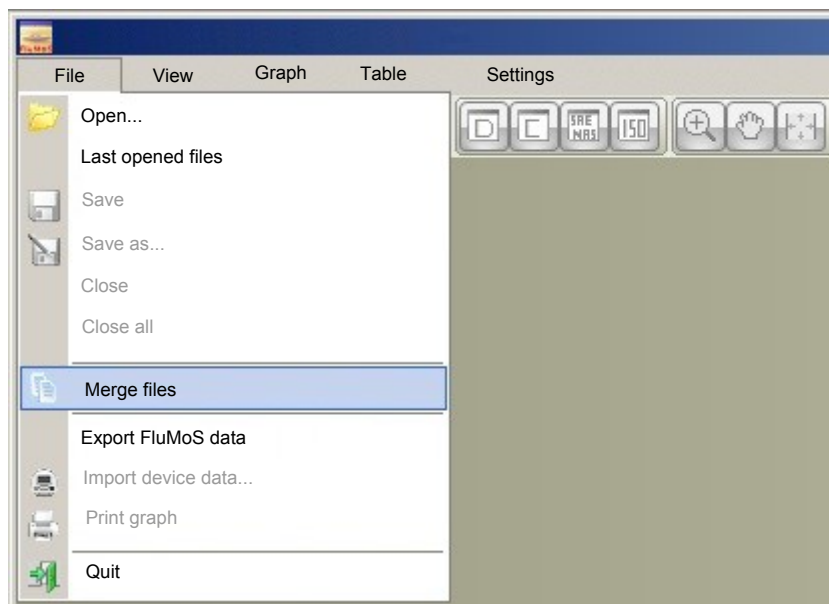 FluMoS
File View Graph Table Settings
Open...
D C SAE NAS ISO
Last opened files
Save
Save as...
Close
Close all
Merge files
Export FluMoS data
Import device data...
Print graph
Quit